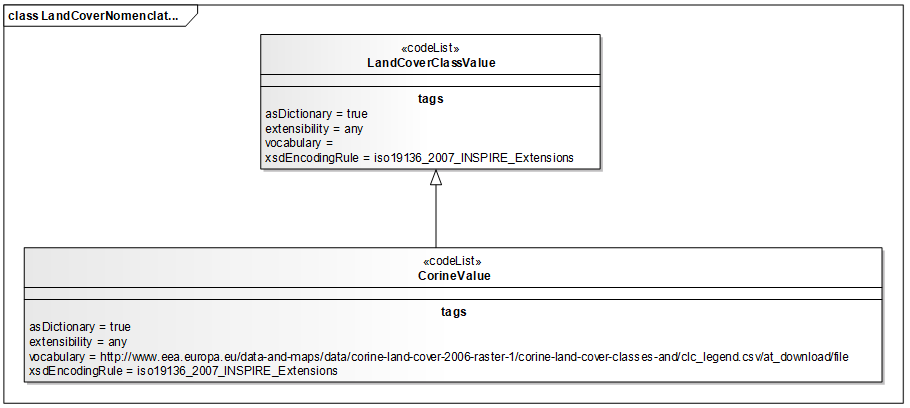 class LandCoverNomenclat...
«codeList»
LandCoverClassValue
tags
asDictionary = true
extensibility = any
vocabulary =
xsdEncodingRule = iso19136_2007_INSPIRE_Extensions
«codeList»
CorineValue
tags
asDictionary = true
extensibility = any
vocabulary = http://www.eea.europa.eu/data-and-maps/data/corine-land-cover-2006-raster-1/corine-land-cover-classes-and/clc_legend.csv/at_download/file
xsdEncodingRule = iso19136_2007_INSPIRE_Extensions